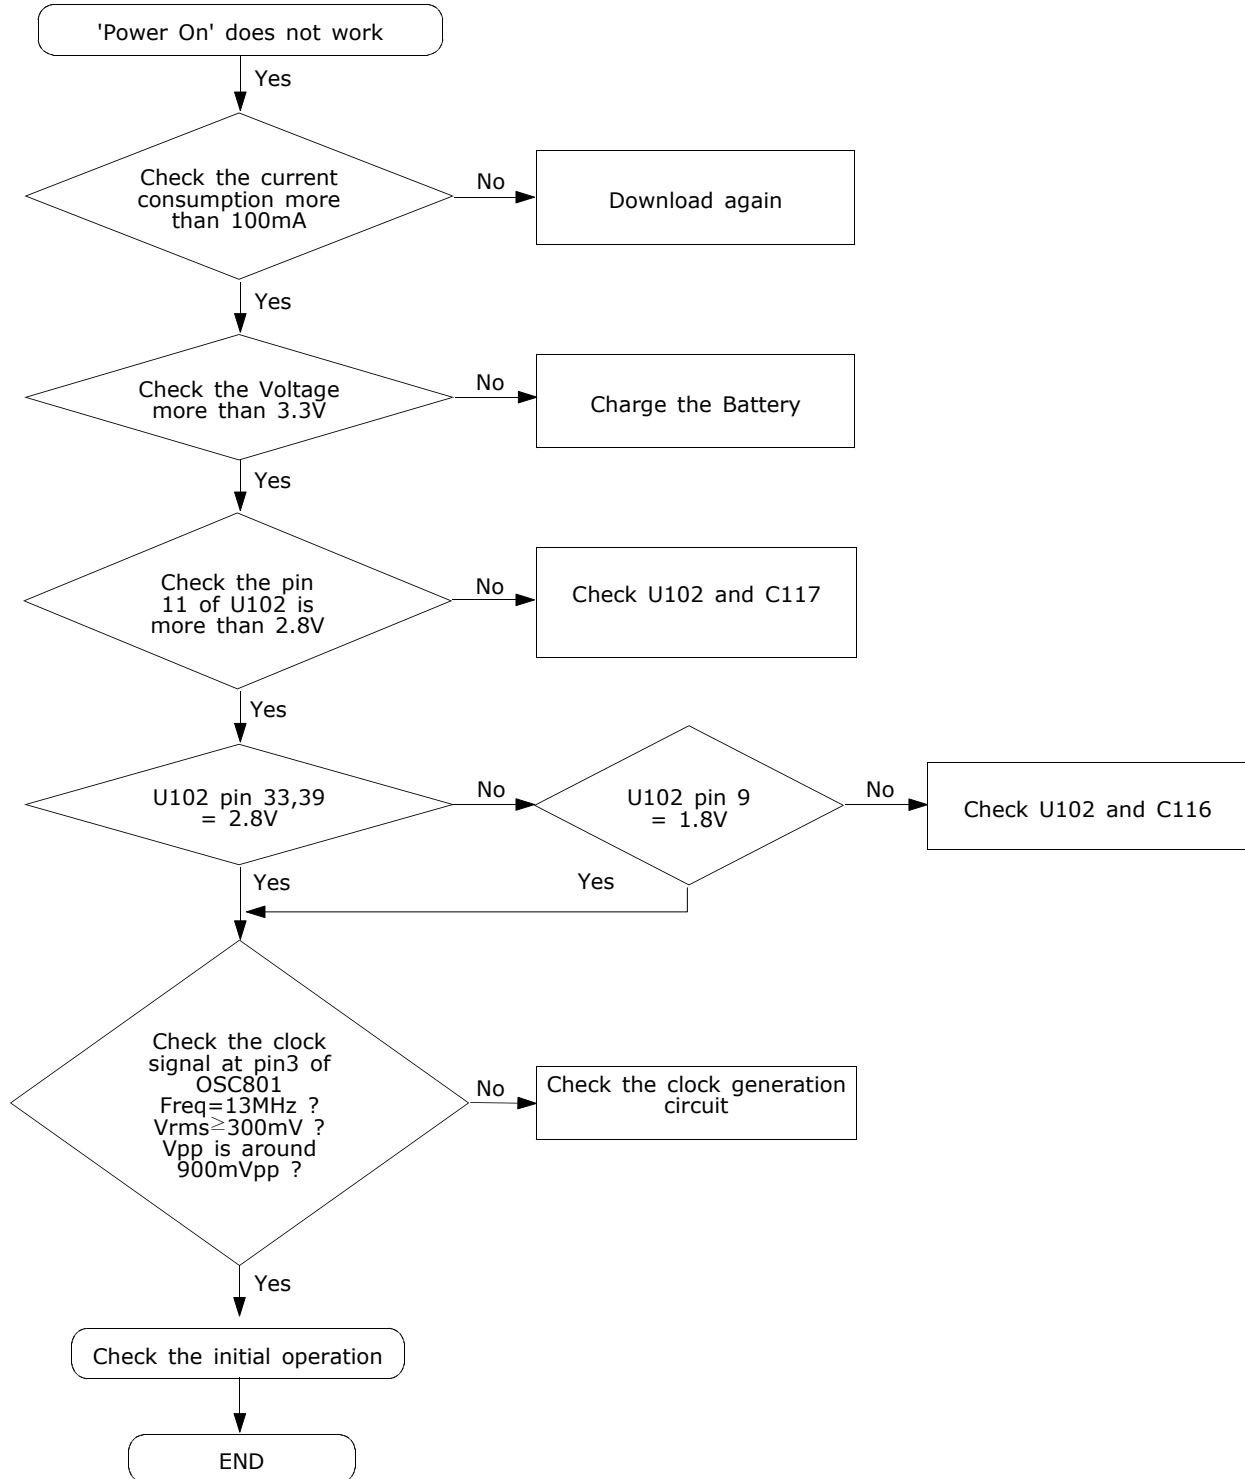 'Power On' does not work
Yes
Check the current
consumption more
than 100mA
No
Download again
Yes
Check the Voltage
more than 3.3V
No
Charge the Battery
Yes
Check the pin
11 of U102 is
more than 2.8V
No
Check U102 and C117
Yes
U102 pin 33,39
= 2.8V
No
U102 pin 9
= 1.8V
No
Check U102 and C116
Yes
Yes
Check the clock
signal at pin3 of
OSC801
Freq=13MHz ?
Vrms≧300mV ?
Vpp is around
900mVpp ?
No
Check the clock generation
circuit
Yes
Check the initial operation
END